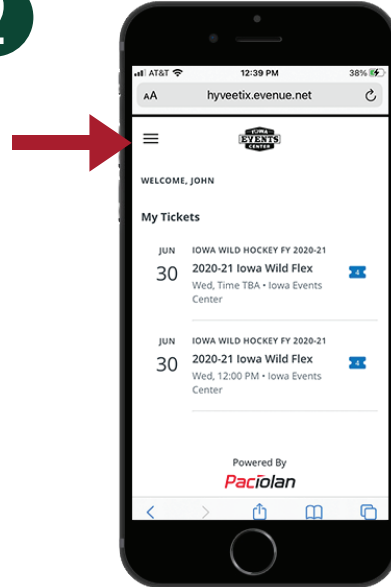 2
AT&T 12:39 PM 38%
AA hyveetix.evenue.net
IOWA
EVENTS
CENTER
WELCOME, JOHN
My Tickets
JUN IOWA WILD HOCKEY FY 2020-21
30 2020-21 Iowa Wild Flex 4
Wed, Time TBA • Iowa Events
Center
JUN IOWA WILD HOCKEY FY 2020-21
30 2020-21 Iowa Wild Flex 4
Wed, 12:00 PM • Iowa Events
Center
Powered By
Paciolan